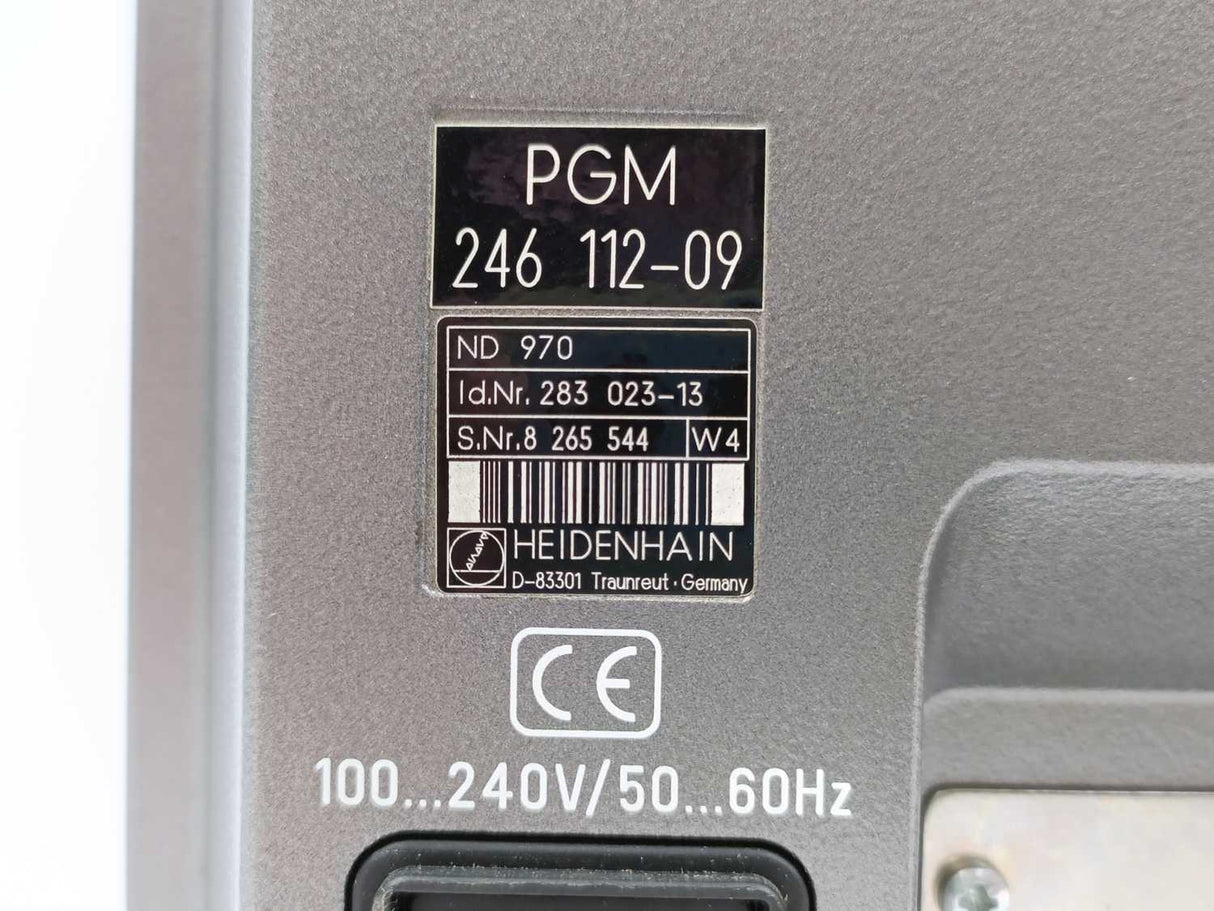 PGM
246 112-09
ND 970
Id.Nr. 283 023-13
S.Nr. 8 265 544 W4
HEIDENHAIN
D-83301 Traunreut · Germany
CE
100...240V/50...60Hz